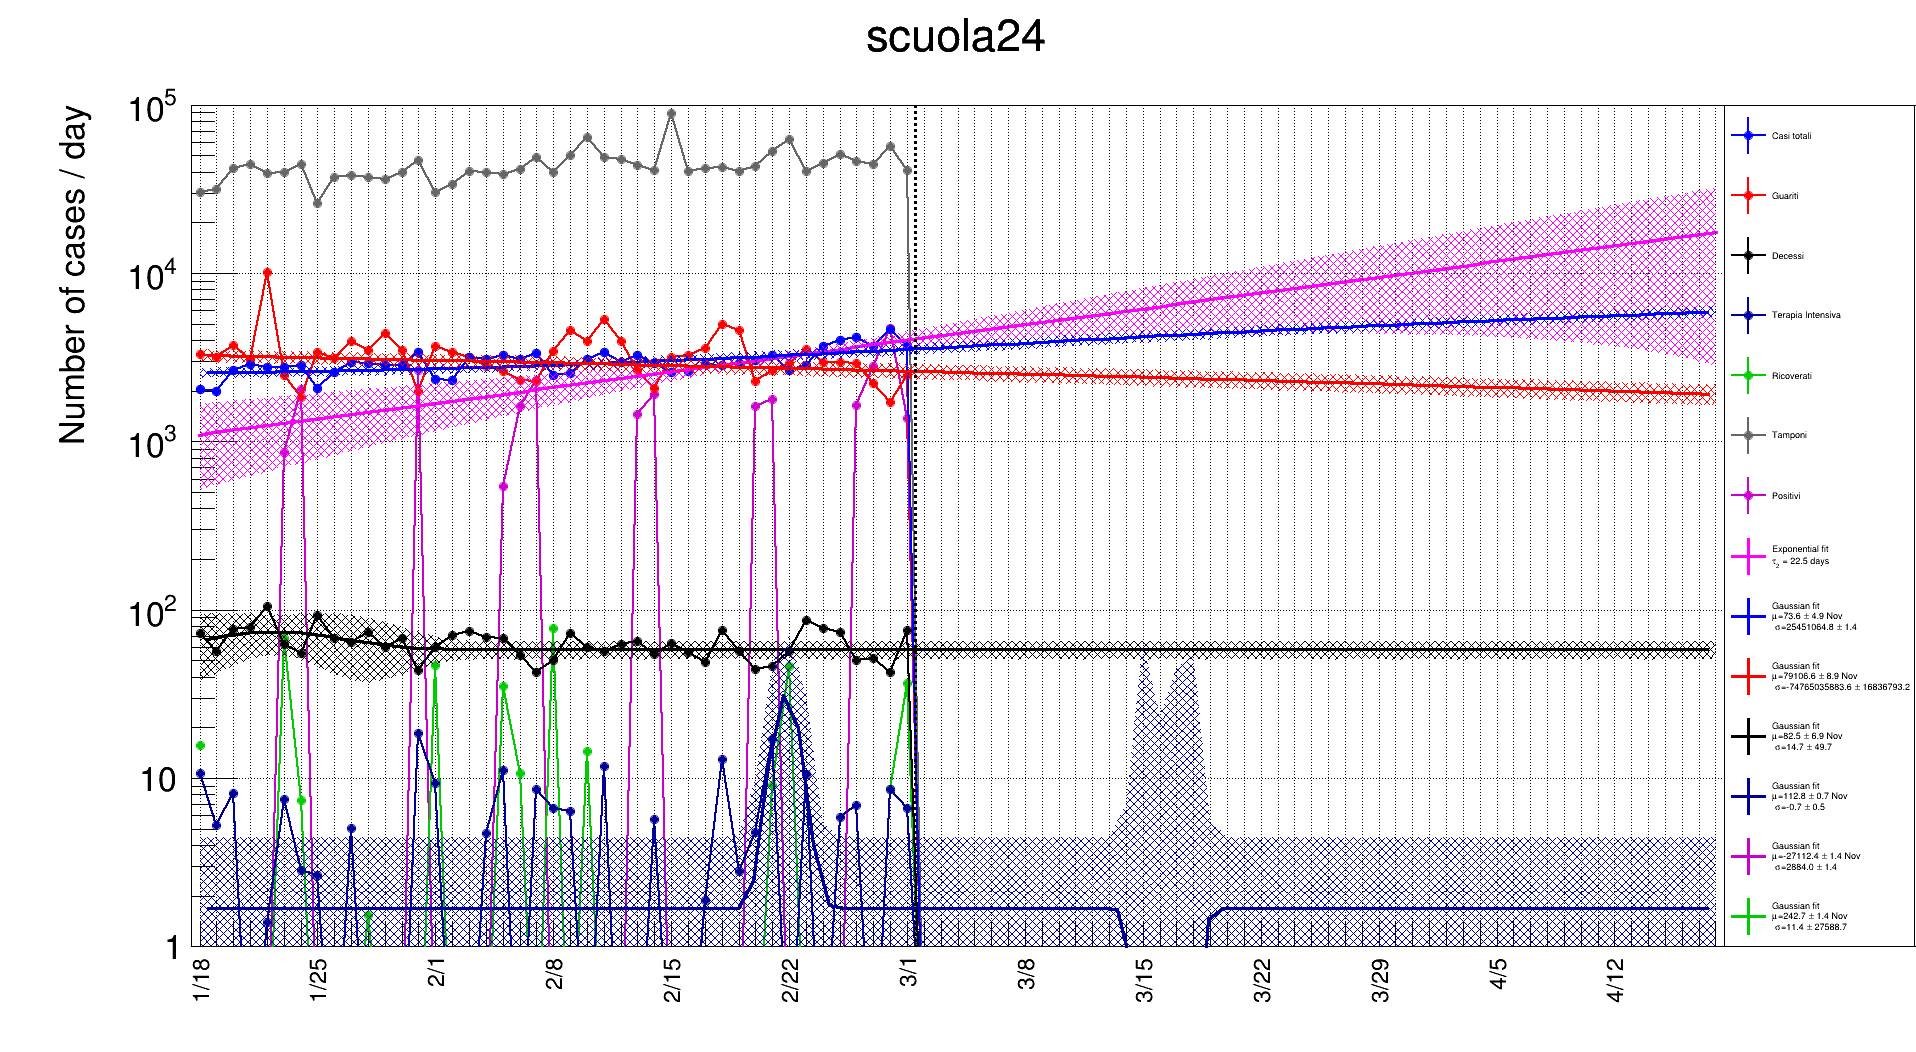 scuola24
Number of cases / day
10^5
10^4
10^3
10^2
10
1
1/18
1/25
2/1
2/8
2/15
2/22
3/1
3/8
3/15
3/22
3/29
4/5
4/12
Casi totali
Guariti
Decessi
Terapia Intensiva
Ricoverati
Tamponi
Positivi
Exponential fit
τ₂ = 22.5 days
Gaussian fit
μ=73.6 ± 4.9 Nov
σ=25451064.8 ± 1.4
Gaussian fit
μ=79106.6 ± 8.9 Nov
σ=-74765035883.6 ± 16836793.2
Gaussian fit
μ=82.5 ± 6.9 Nov
σ=14.7 ± 49.7
Gaussian fit
μ=112.8 ± 0.7 Nov
σ=-0.7 ± 0.5
Gaussian fit
μ=-27112.4 ± 1.4 Nov
σ=2884.0 ± 1.4
Gaussian fit
μ=242.7 ± 1.4 Nov
σ=11.4 ± 27588.7